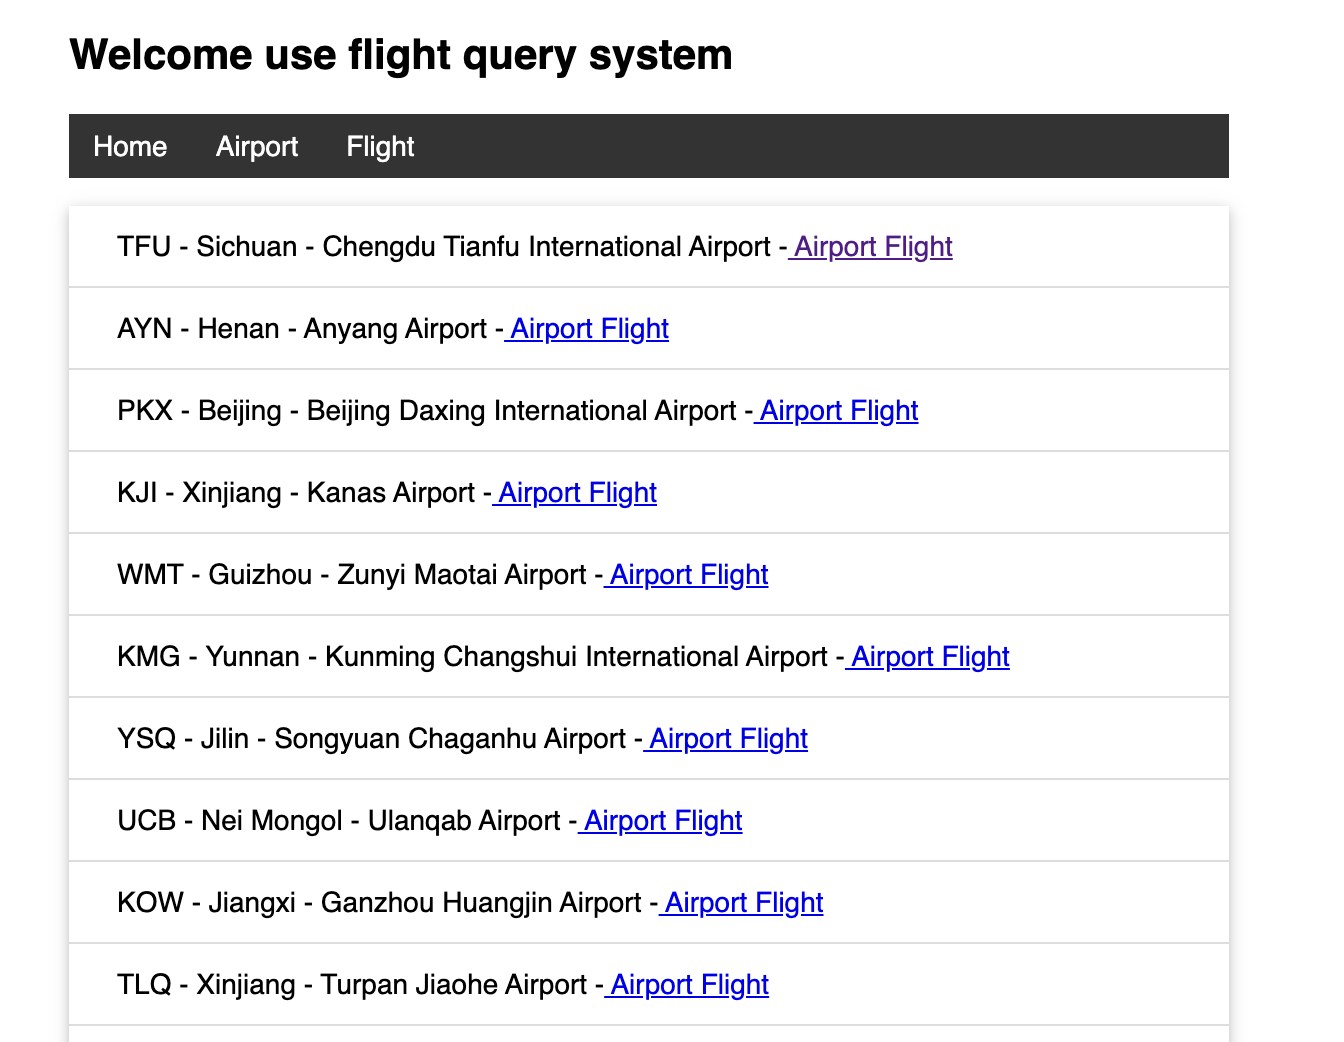 Welcome use flight query system
Home Airport Flight
TFU - Sichuan - Chengdu Tianfu International Airport - Airport Flight
AYN - Henan - Anyang Airport - Airport Flight
PKX - Beijing - Beijing Daxing International Airport - Airport Flight
KJI - Xinjiang - Kanas Airport - Airport Flight
WMT - Guizhou - Zunyi Maotai Airport - Airport Flight
KMG - Yunnan - Kunming Changshui International Airport - Airport Flight
YSQ - Jilin - Songyuan Chaganhu Airport - Airport Flight
UCB - Nei Mongol - Ulanqab Airport - Airport Flight
KOW - Jiangxi - Ganzhou Huangjin Airport - Airport Flight
TLQ - Xinjiang - Turpan Jiaohe Airport - Airport Flight